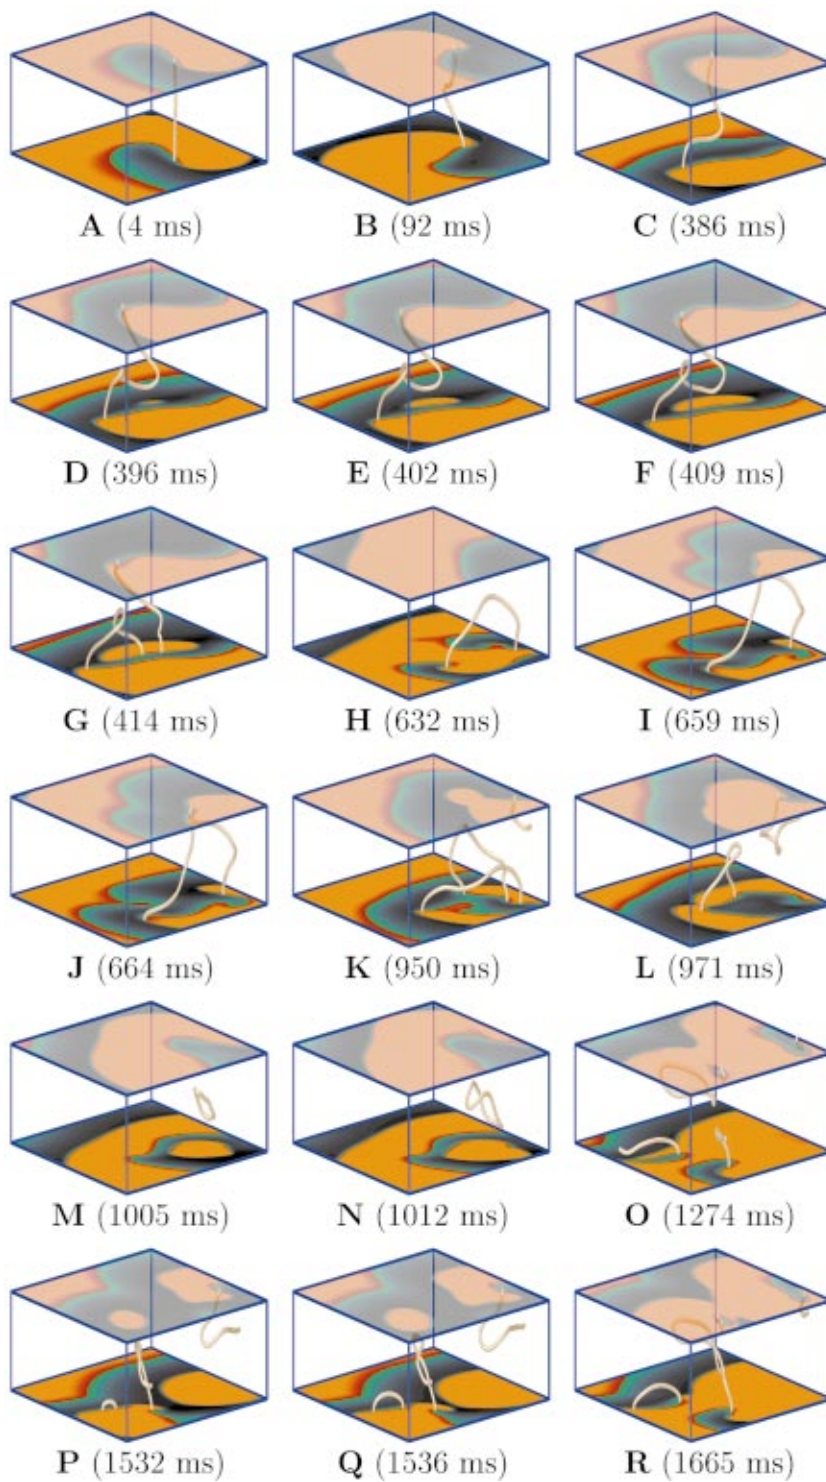 A (4 ms) B (92 ms) C (386 ms)
D (396 ms) E (402 ms) F (409 ms)
G (414 ms) H (632 ms) I (659 ms)
J (664 ms) K (950 ms) L (971 ms)
M (1005 ms) N (1012 ms) O (1274 ms)
P (1532 ms) Q (1536 ms) R (1665 ms)